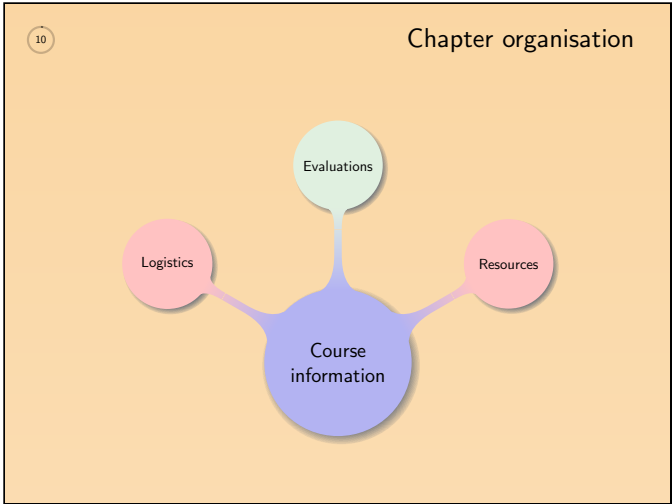 10
Chapter organisation
Evaluations
Logistics
Resources
Course
information